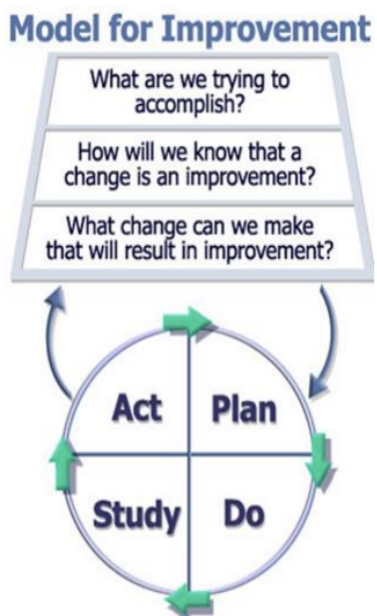 Model for Improvement
What are we trying to
accomplish?
How will we know that a
change is an improvement?
What change can we make
that will result in improvement?
Act
Plan
Study
Do